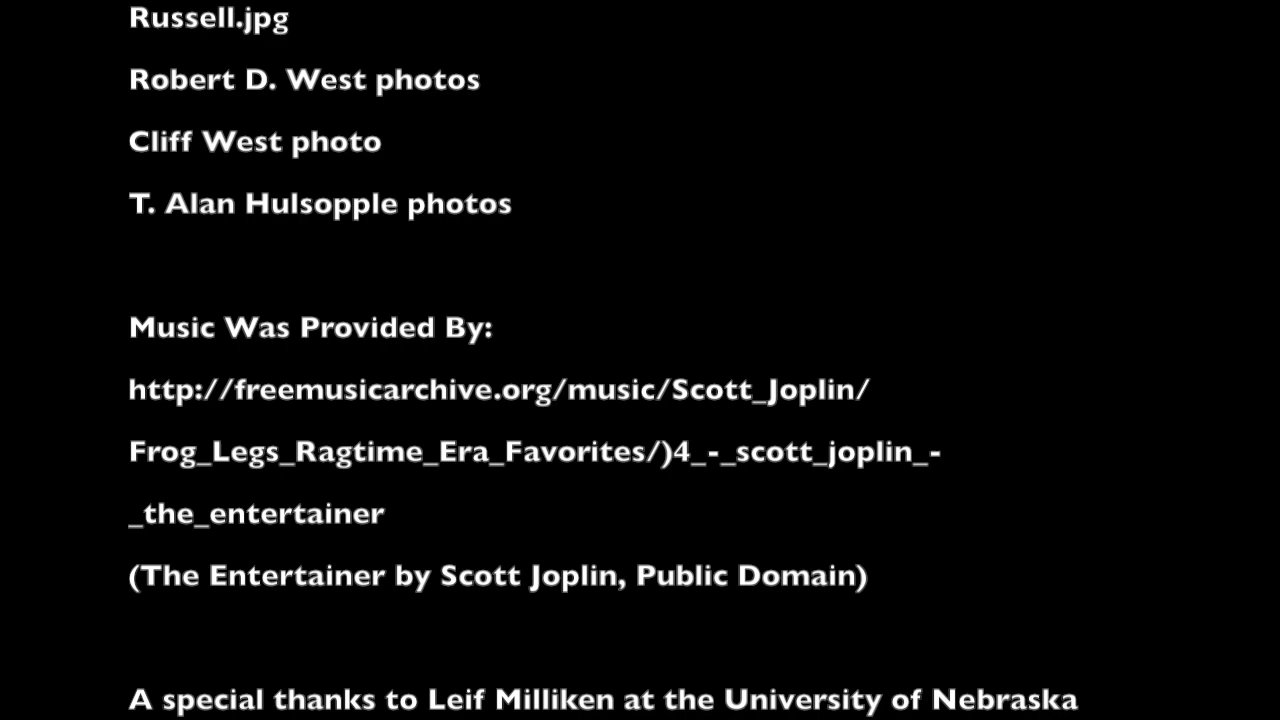 Russell.jpg
Robert D. West photos
Cliff West photo
T. Alan Hulsopple photos
Music Was Provided By:
http://freemusicarchive.org/music/Scott_Joplin/
Frog_Legs_Ragtime_Era_Favorites/)4_-_scott_joplin_-
_the_entertainer
(The Entertainer by Scott Joplin, Public Domain)
A special thanks to Leif Milliken at the University of Nebraska